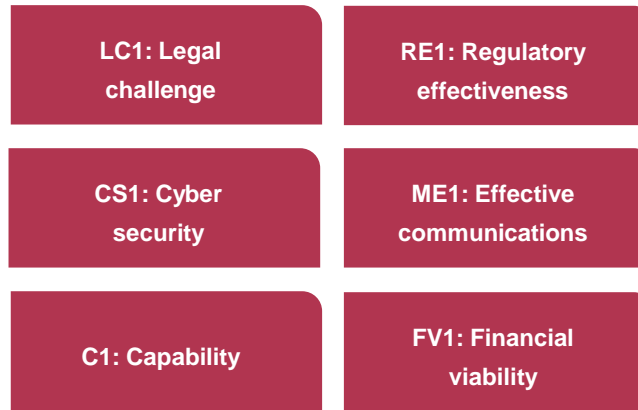 LC1: Legal
challenge
RE1: Regulatory
effectiveness
CS1: Cyber
security
ME1: Effective
communications
C1: Capability
FV1: Financial
viability